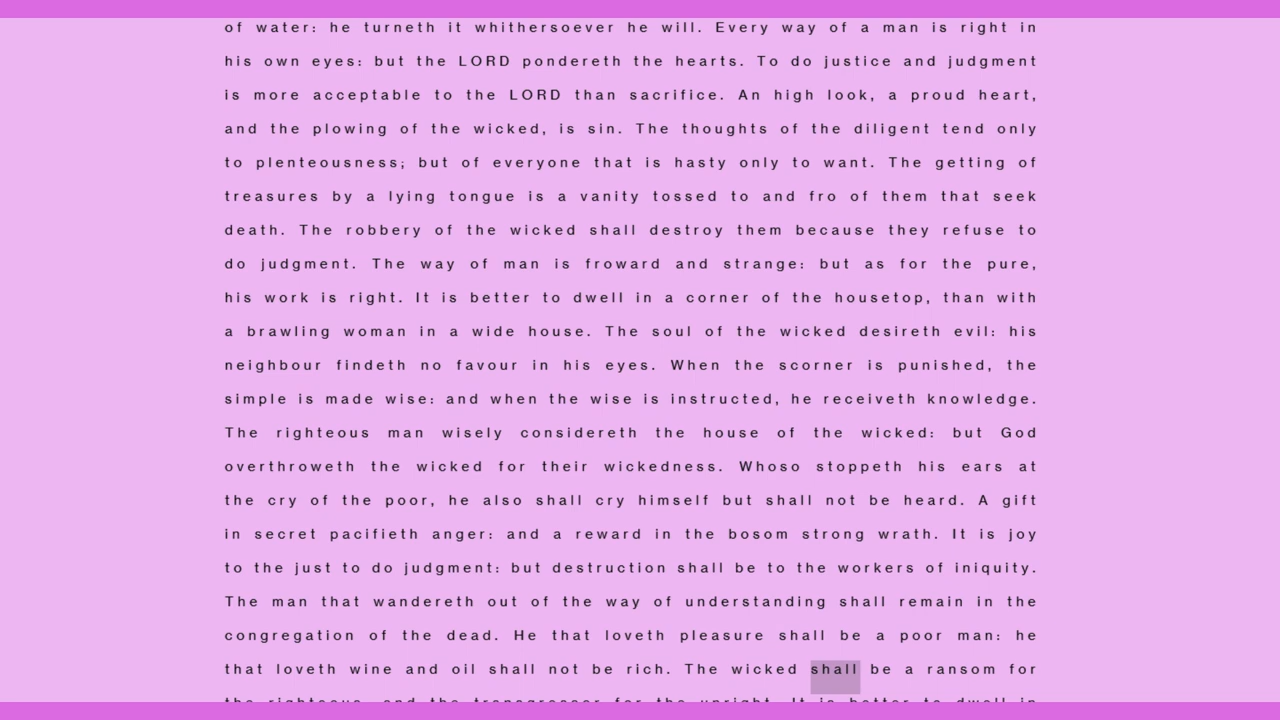 of water: he turneth it whithersoever he will. Every way of a man is right in
his own eyes: but the LORD pondereth the hearts. To do justice and judgment
is more acceptable to the LORD than sacrifice. An high look, a proud heart,
and the plowing of the wicked, is sin. The thoughts of the diligent tend only
to plenteousness; but of everyone that is hasty only to want. The getting of
treasures by a lying tongue is a vanity tossed to and fro of them that seek
death. The robbery of the wicked shall destroy them because they refuse to
do judgment. The way of man is froward and strange: but as for the pure,
his work is right. It is better to dwell in a corner of the housetop, than with
a brawling woman in a wide house. The soul of the wicked desireth evil: his
neighbour findeth no favour in his eyes. When the scorner is punished, the
simple is made wise: and when the wise is instructed, he receiveth knowledge.
The righteous man wisely considereth the house of the wicked: but God
overthroweth the wicked for their wickedness. Whoso stoppeth his ears at
the cry of the poor, he also shall cry himself but shall not be heard. A gift
in secret pacifieth anger: and a reward in the bosom strong wrath. It is joy
to the just to do judgment: but destruction shall be to the workers of iniquity.
The man that wandereth out of the way of understanding shall remain in the
congregation of the dead. He that loveth pleasure shall be a poor man: he
that loveth wine and oil shall not be rich. The wicked shall be a ransom for
the righteous, and the transgressor for the upright. It is better to dwell in